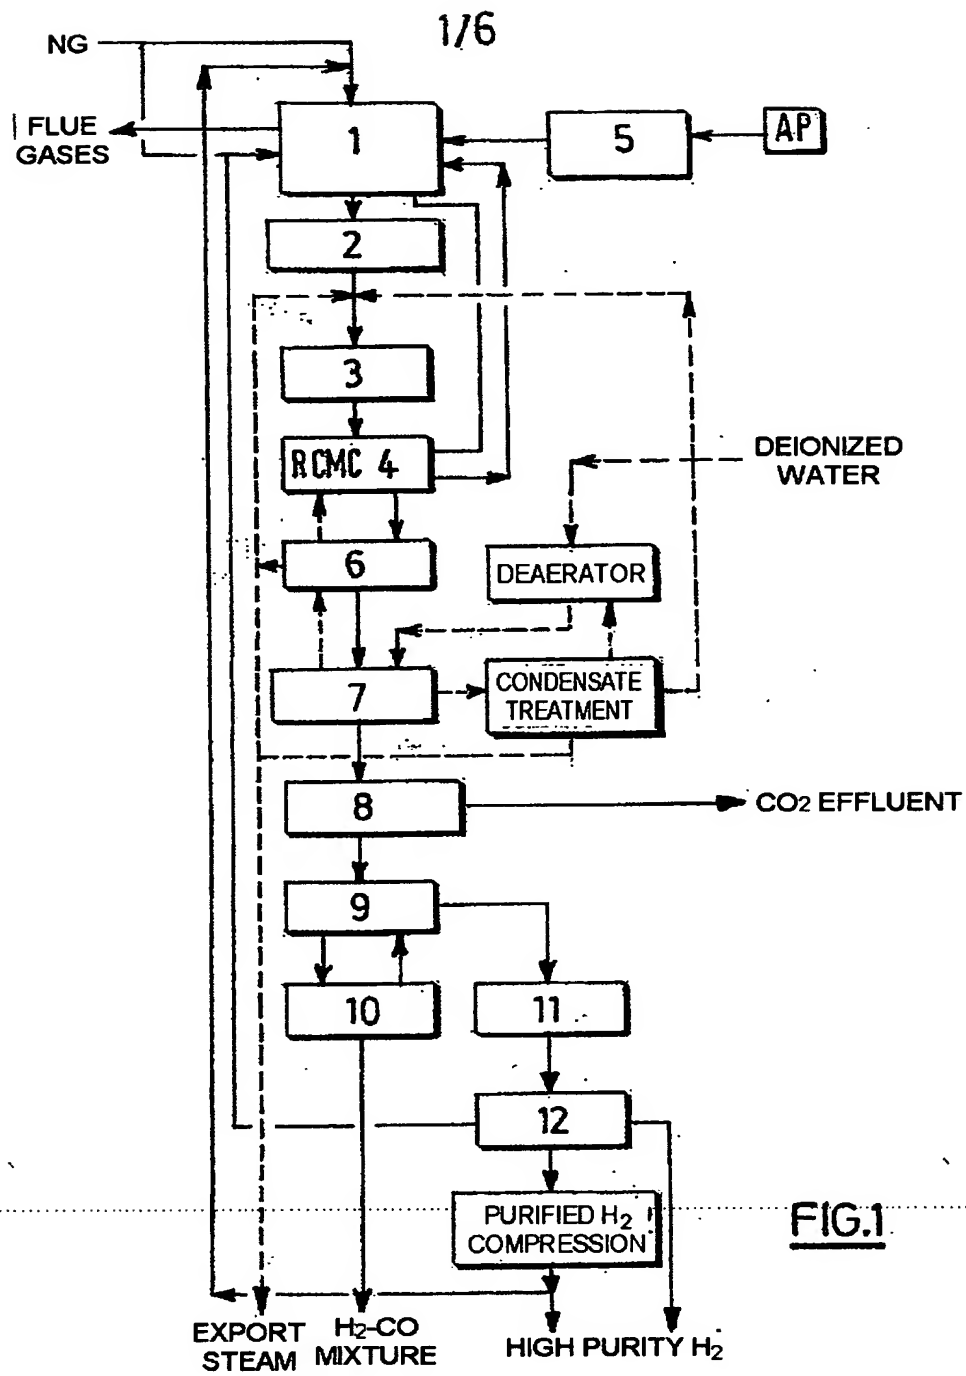 1/6
NG
FLUE
GASES
1
5
AP
2
3
RCMC 4
DEIONIZED
WATER
6
DEAERATOR
7
CONDENSATE
TREATMENT
8
CO2 EFFLUENT
9
10
11
12
PURIFIED H2
COMPRESSION
FIG.1
EXPORT
STEAM
H2-CO
MIXTURE
HIGH PURITY H2